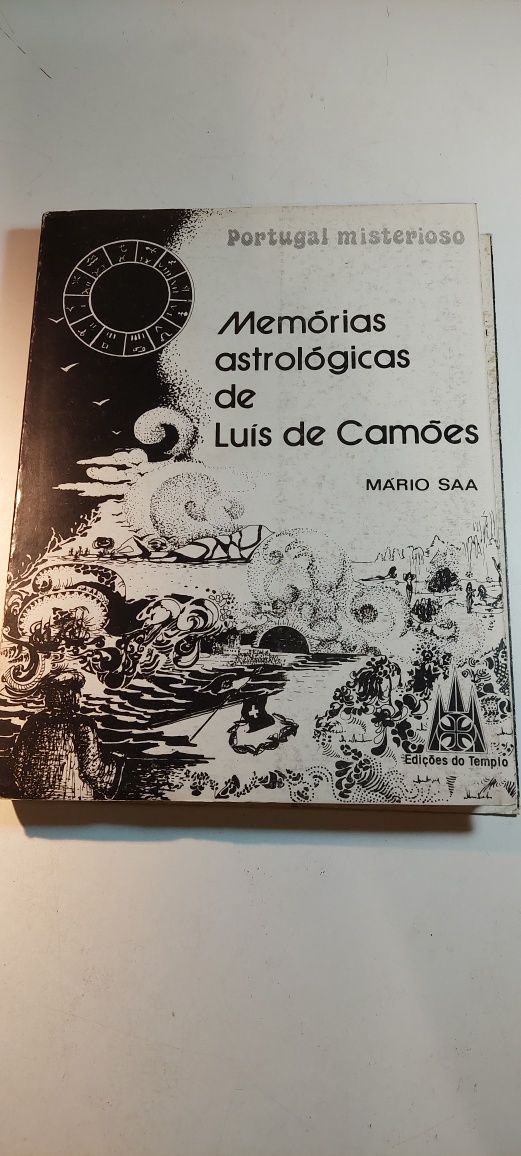 Portugal misterioso
Memórias
astrológicas
de
Luís de Camões
MÁRIO SAA
Edições do Templo